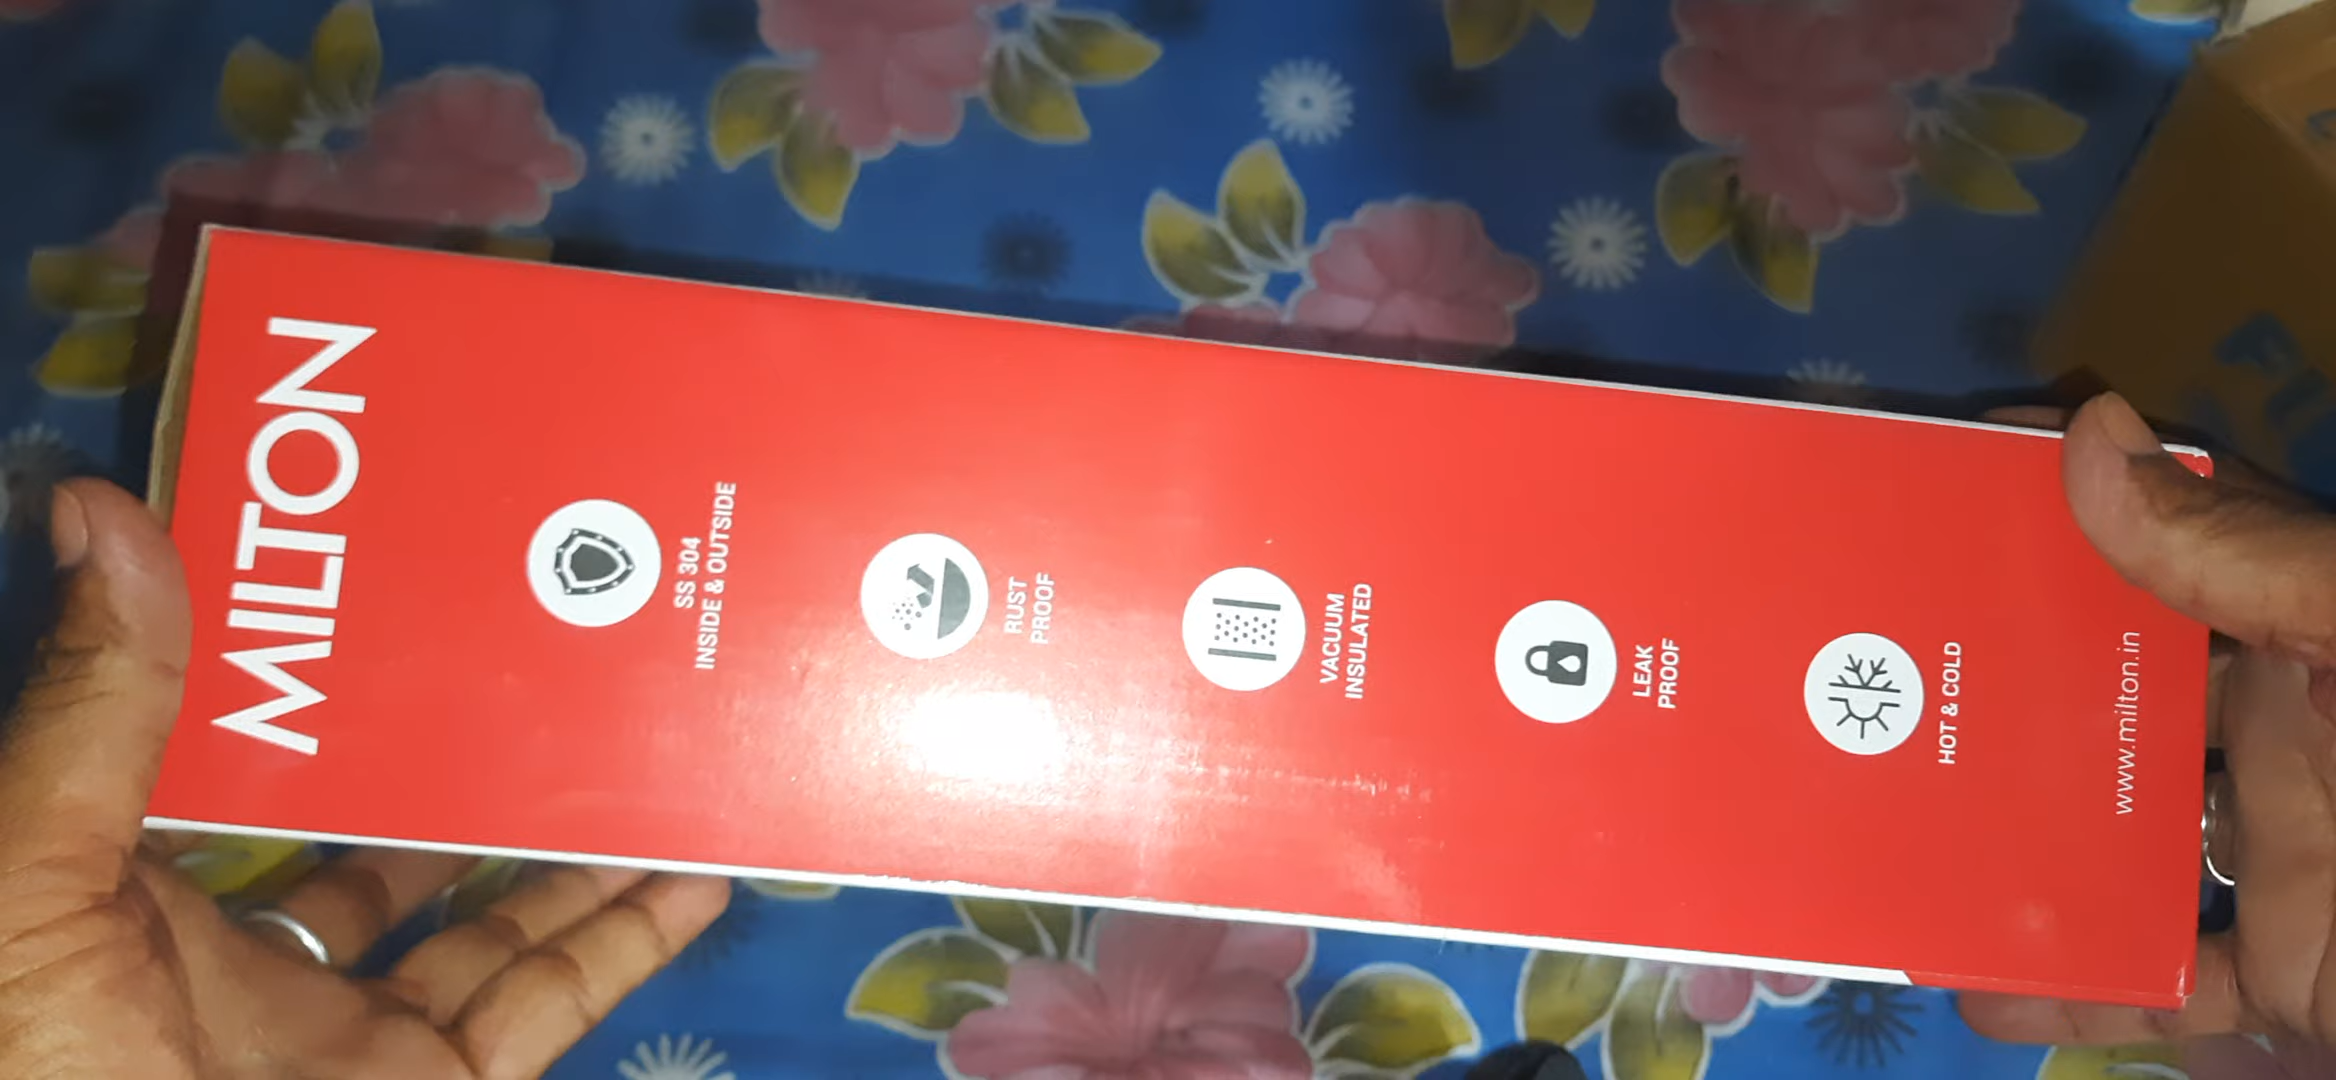 MILTON
SS 304
INSIDE & OUTSIDE
RUST
PROOF
VACUUM
INSULATED
LEAK
PROOF
HOT & COLD
www.milton.in